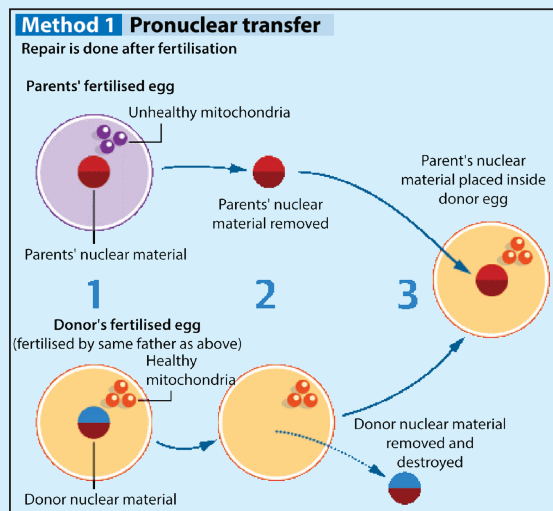 Method 1 Pronuclear transfer
Repair is done after fertilisation
Parents' fertilised egg
Unhealthy mitochondria
Parents' nuclear material
Parents' nuclear
material removed
Parent's nuclear
material placed inside
donor egg
1
2
3
Donor's fertilised egg
(fertilised by same father as above)
Healthy
mitochondria
Donor nuclear material
Donor nuclear material
removed and
destroyed